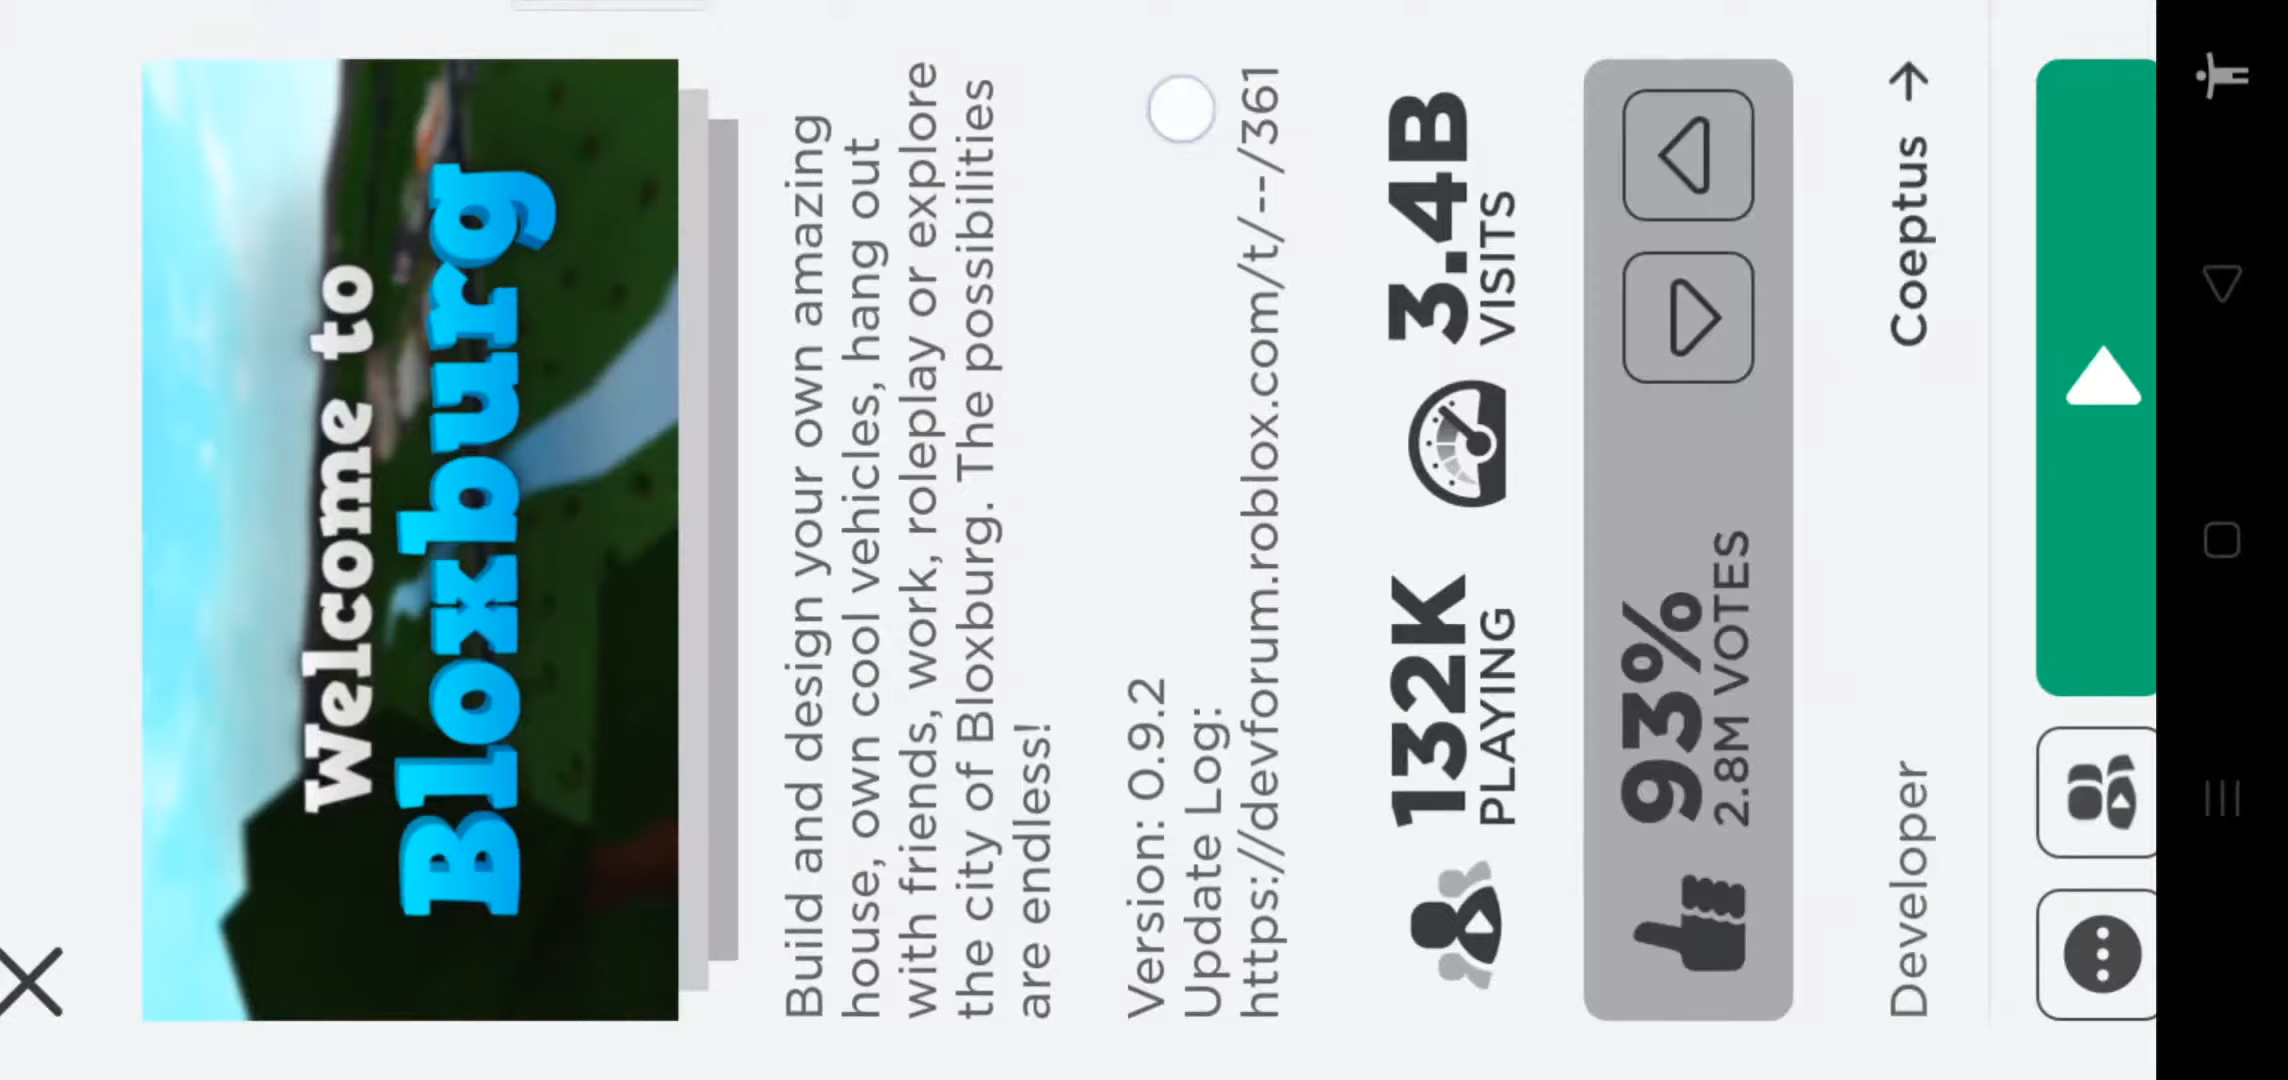 Welcome to
Bloxburg
Build and design your own amazing
house, own cool vehicles, hang out
with friends, work, roleplay or explore
the city of Bloxburg. The possibilities
are endless!
Version: 0.9.2
Update Log:
https://devforum.roblox.com/t/--/361
132K
PLAYING
3.4B
VISITS
93%
2.8M VOTES
Developer
Coeptus